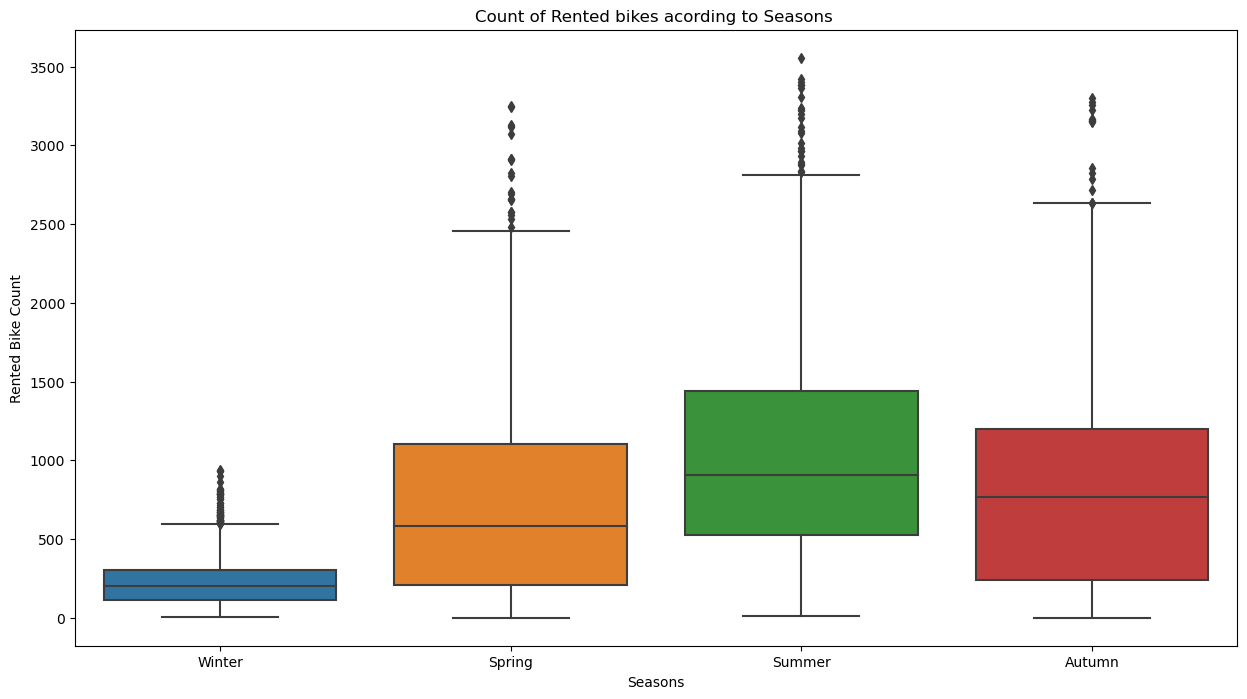 Count of Rented bikes acording to Seasons
3500
3000
2500
2000
1500
1000
500
0
Rented Bike Count
Winter Spring Summer Autumn
Seasons